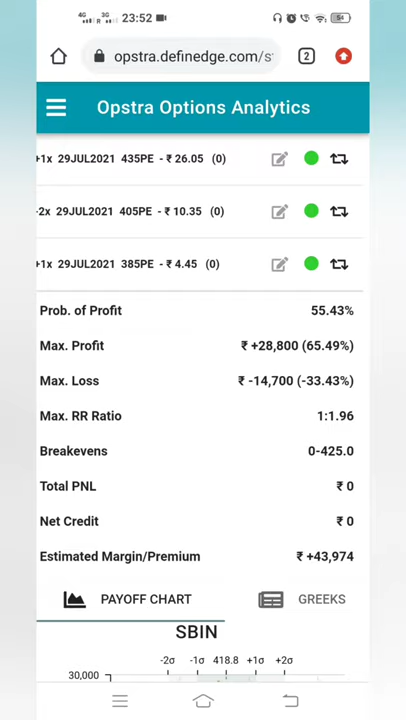 4G 3G R 23:52 54
opstra.definedge.com/s 2
Opstra Options Analytics
+1x 29JUL2021 435PE - ₹ 26.05 (0)
-2x 29JUL2021 405PE - ₹ 10.35 (0)
+1x 29JUL2021 385PE - ₹ 4.45 (0)
Prob. of Profit 55.43%
Max. Profit ₹ +28,800 (65.49%)
Max. Loss ₹ -14,700 (-33.43%)
Max. RR Ratio 1:1.96
Breakevens 0-425.0
Total PNL ₹ 0
Net Credit ₹ 0
Estimated Margin/Premium ₹ +43,974
PAYOFF CHART GREEKS
SBIN
-2σ -1σ 418.8 +1σ +2σ
30,000